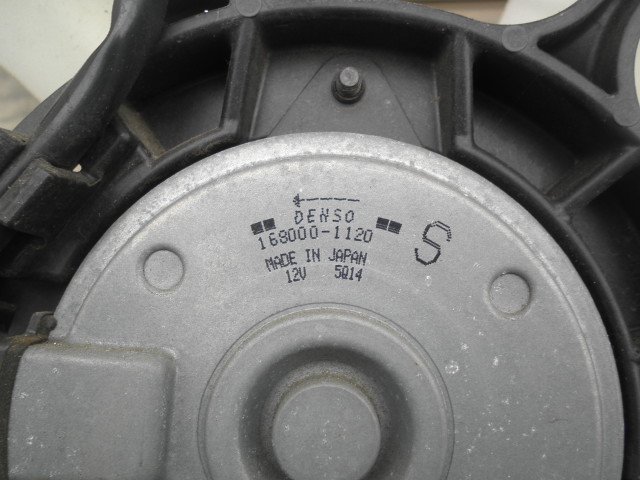 DENSO
168000-1120 S
MADE IN JAPAN
12V 5Q14